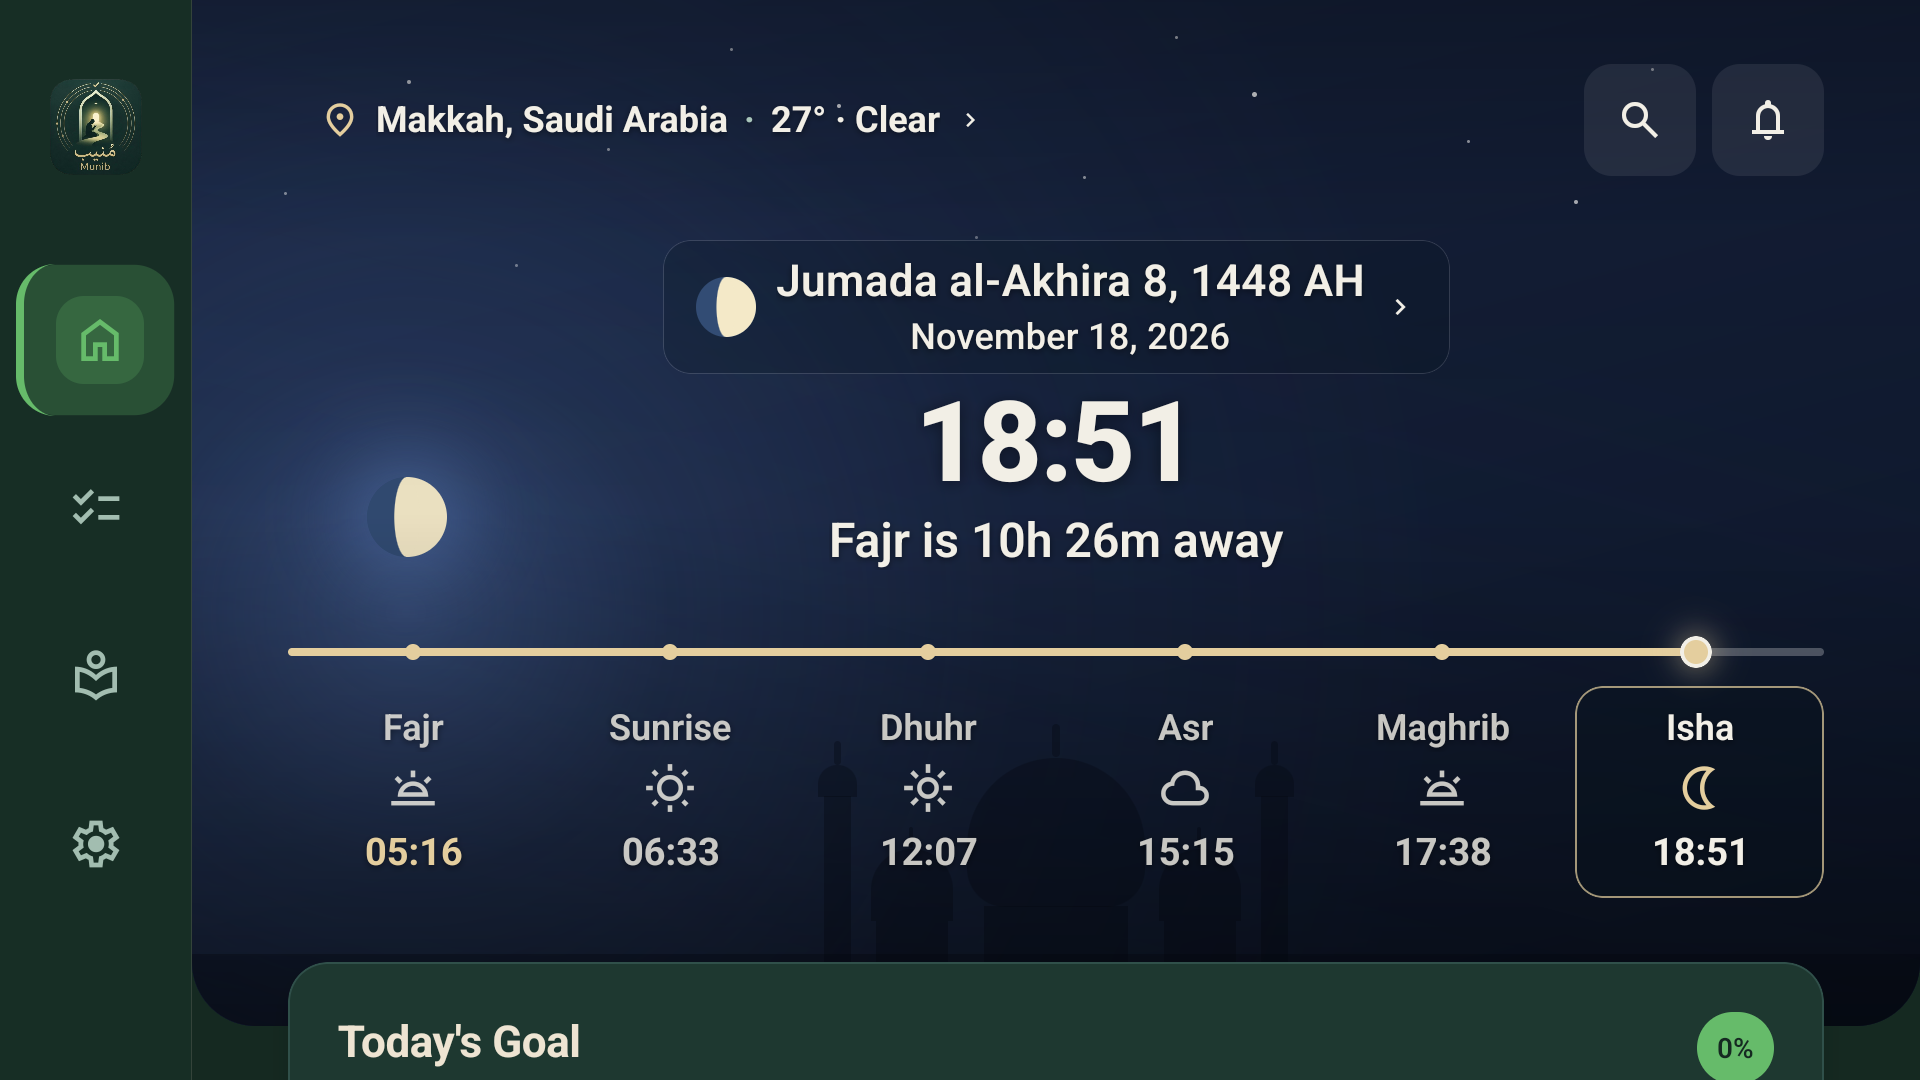 مُنيب
Munib
Makkah, Saudi Arabia · 27° · Clear
Jumada al-Akhira 8, 1448 AH
November 18, 2026
18:51
Fajr is 10h 26m away
Fajr Sunrise Dhuhr Asr Maghrib Isha
05:16 06:33 12:07 15:15 17:38 18:51
Today's Goal 0%